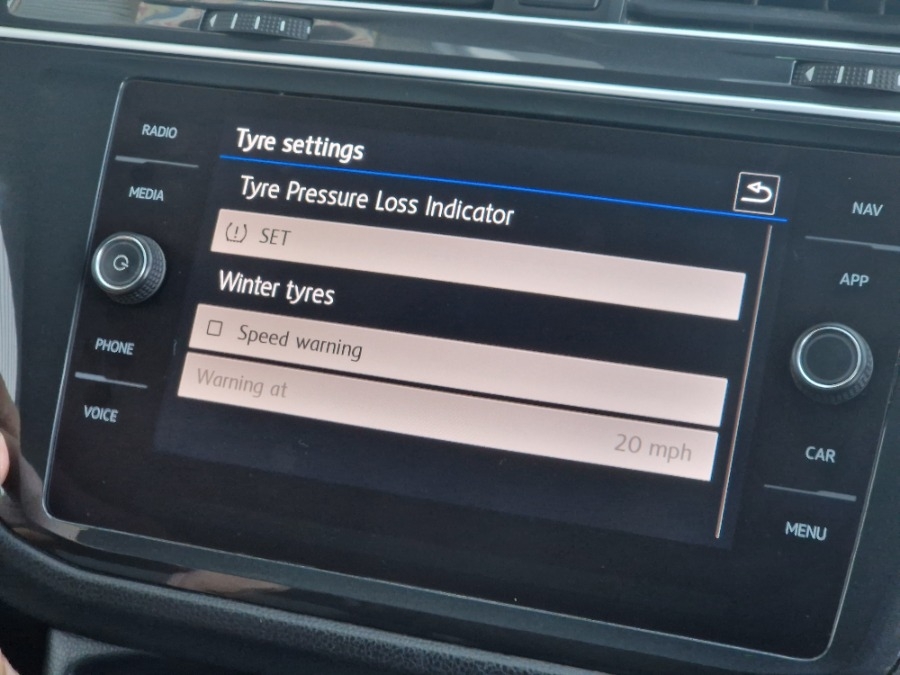 RADIO
MEDIA
PHONE
VOICE
Tyre settings
Tyre Pressure Loss Indicator
SET
Winter tyres
Speed warning
Warning at
20 mph
NAV
APP
CAR
MENU